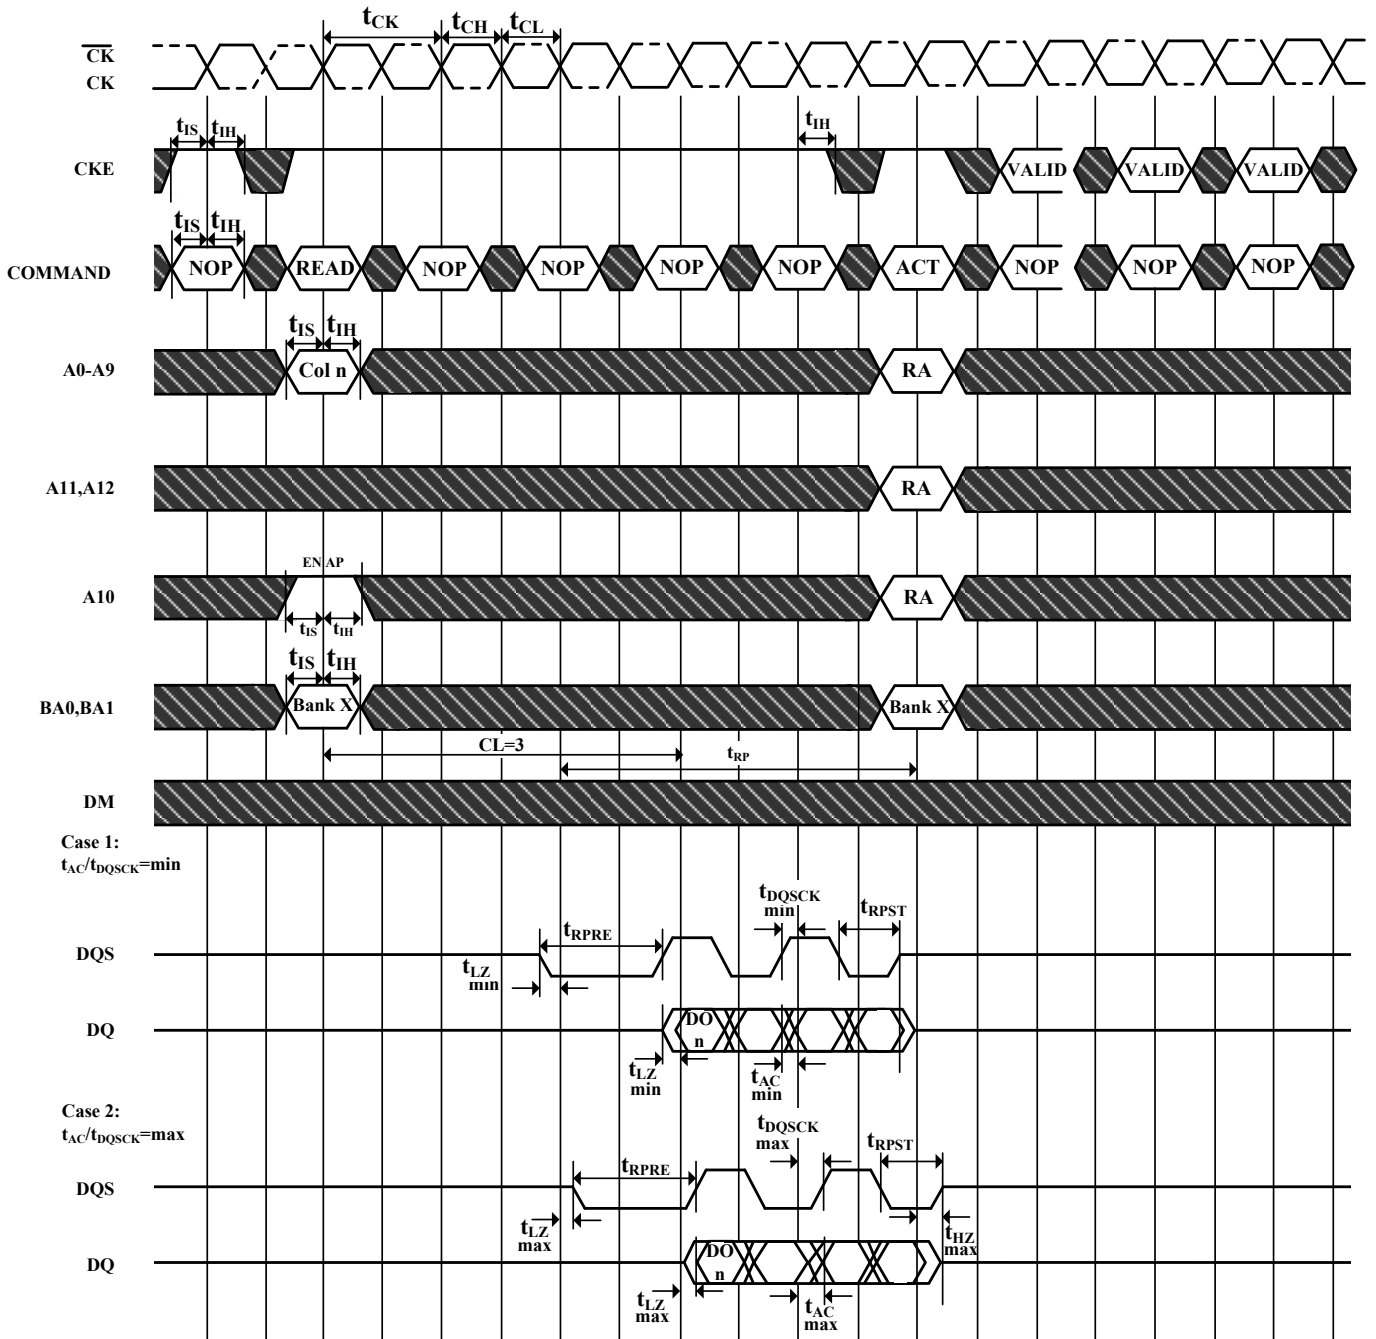 tCK tCH tCL
CK
CK
tIS tIH tIH
CKE VALID VALID VALID
tIS tIH
COMMAND NOP READ NOP NOP NOP NOP ACT NOP NOP NOP
tIS tIH
A0-A9 Col n RA
A11,A12 RA
EN AP
A10 RA
tIS tIH
tIS tIH
BA0,BA1 Bank X Bank X
CL=3 tRP
DM
Case 1:
tAC/tDQSCK=min
tDQSCK min tRPST
tRPRE
DQS
tLZ min
DQ DO n
tLZ min tAC min
Case 2:
tAC/tDQSCK=max
tDQSCK max tRPST
tRPRE
DQS
tLZ max tHZ max
DQ DO n
tLZ max tAC max